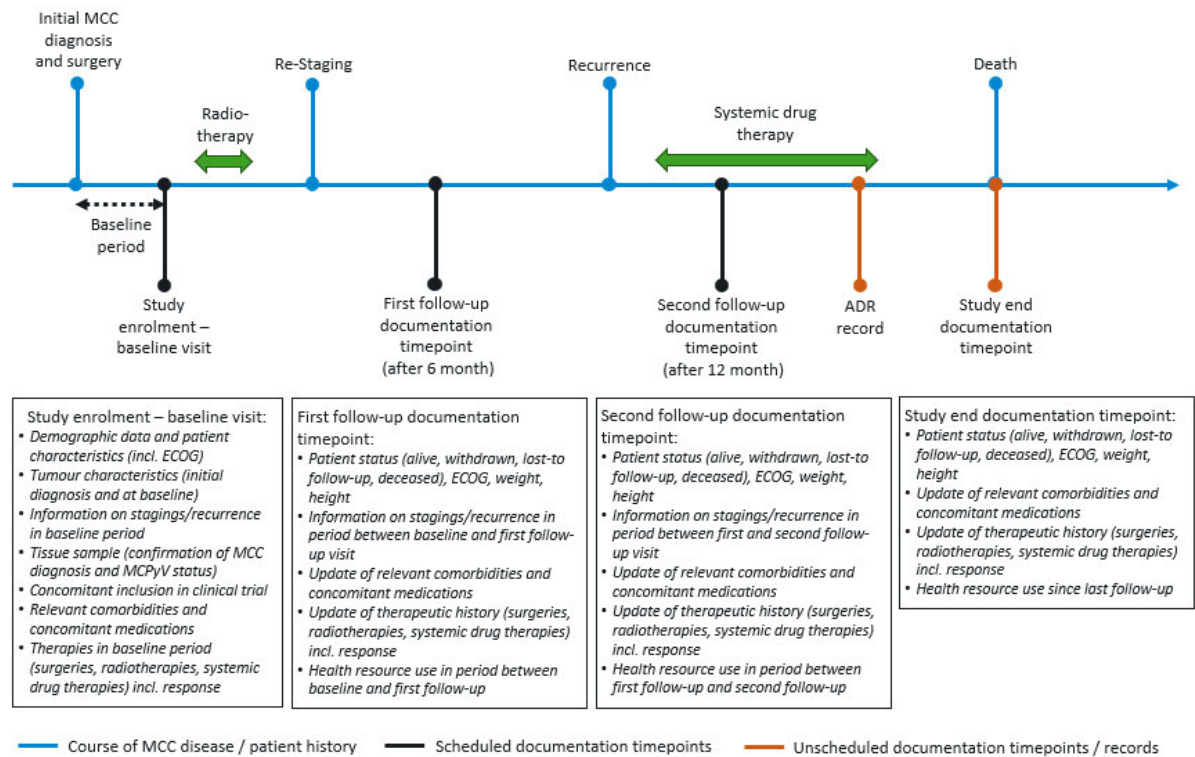 Initial MCC
diagnosis
and surgery
Re-Staging
Recurrence
Death
Radio-
therapy
Systemic drug
therapy
Baseline
period
Study
enrolment –
baseline visit
First follow-up
documentation
timepoint
(after 6 month)
Second follow-up
documentation
timepoint
(after 12 month)
ADR
record
Study end
documentation
timepoint
Study enrolment – baseline visit:
• Demographic data and patient
characteristics (incl. ECOG)
• Tumour characteristics (initial
diagnosis and at baseline)
• Information on stagings/recurrence
in baseline period
• Tissue sample (confirmation of MCC
diagnosis and MCPyV status)
• Concomitant inclusion in clinical trial
• Relevant comorbidities and
concomitant medications
• Therapies in baseline period
(surgeries, radiotherapies, systemic
drug therapies) incl. response
First follow-up documentation
timepoint:
• Patient status (alive, withdrawn, lost-to
follow-up, deceased), ECOG, weight,
height
• Information on stagings/recurrence in
period between baseline and first follow-
up visit
• Update of relevant comorbidities and
concomitant medications
• Update of therapeutic history (surgeries,
radiotherapies, systemic drug therapies)
incl. response
• Health resource use in period between
baseline and first follow-up
Second follow-up documentation
timepoint:
• Patient status (alive, withdrawn, lost-to
follow-up, deceased), ECOG, weight,
height
• Information on stagings/recurrence in
period between first and second follow-
up visit
• Update of relevant comorbidities and
concomitant medications
• Update of therapeutic history (surgeries,
radiotherapies, systemic drug therapies)
incl. response
• Health resource use in period between
first follow-up and second follow-up
Study end documentation timepoint:
• Patient status (alive, withdrawn, lost-to
follow-up, deceased), ECOG, weight,
height
• Update of relevant comorbidities and
concomitant medications
• Update of therapeutic history (surgeries,
radiotherapies, systemic drug therapies)
incl. response
• Health resource use since last follow-up
Course of MCC disease / patient history
Scheduled documentation timepoints
Unscheduled documentation timepoints / records